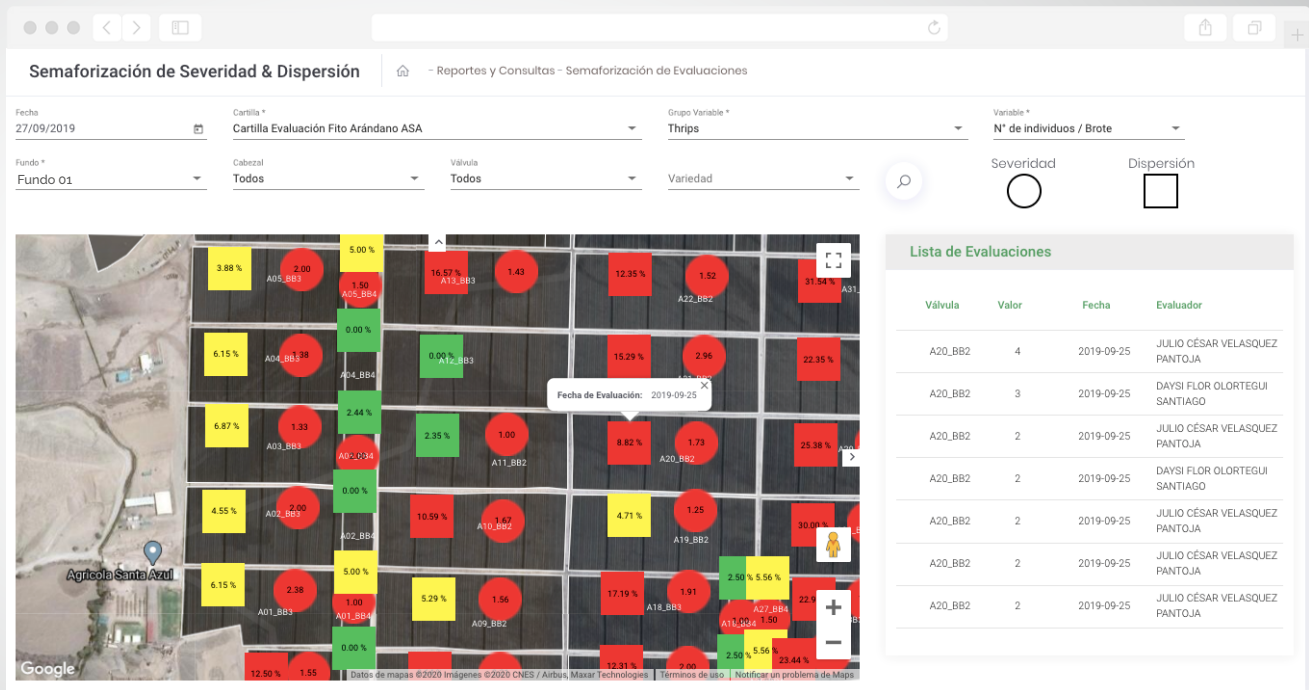 Semaforización de Severidad & Dispersión
- Reportes y Consultas - Semaforización de Evaluaciones
Fecha
27/09/2019
Cartilla *
Cartilla Evaluación Fito Arándano ASA
Grupo Variable *
Thrips
Variable *
N° de individuos / Brote
Fundo *
Fundo 01
Cabezal
Todos
Válvula
Todos
Variedad
Severidad
Dispersión
3.88 %
A05_BB3
2.00
5.00 %
1.50
A05_BB4
16.57 %
A13_BB3
1.43
12.35 %
1.52
A22_BB2
31.54 %
0.00 %
6.15 %
A04_BB3
A04_BB4
0.00 %
A12_BB3
15.29 %
2.96
22.35 %
Fecha de Evaluación: 2019-09-25
6.87 %
A03_BB3
1.33
2.44 %
2.35 %
1.00
A11_BB2
8.82 %
A20_BB2
1.73
25.38 %
0.00 %
4.55 %
A02_BB3
2.00
A02_BB4
10.59 %
A10_BB2
1.67
4.71 %
1.25
A19_BB2
30.00 %
Agricola Santa Azul
6.15 %
2.38
A01_BB3
5.00 %
1.00
A01_BB4
5.29 %
1.56
A09_BB2
17.19 %
A18_BB3
1.91
2.50 %
5.56 %
A27_BB4
1.50
0.00 %
12.50 %
1.55
12.31 %
2.00
2.50 %
5.56 %
23.44 %
Google
Datos de mapas ©2020 Imágenes ©2020 CNES / Airbus, Maxar Technologies
Términos de uso
Notificar un problema de Maps
Lista de Evaluaciones
Válvula Valor Fecha Evaluador
A20_BB2 4 2019-09-25 JULIO CÉSAR VELASQUEZ
PANTOJA
A20_BB2 3 2019-09-25 DAYSI FLOR OLORTEGUI
SANTIAGO
A20_BB2 2 2019-09-25 JULIO CÉSAR VELASQUEZ
PANTOJA
A20_BB2 2 2019-09-25 DAYSI FLOR OLORTEGUI
SANTIAGO
A20_BB2 2 2019-09-25 JULIO CÉSAR VELASQUEZ
PANTOJA
A20_BB2 2 2019-09-25 JULIO CÉSAR VELASQUEZ
PANTOJA
A20_BB2 2 2019-09-25 JULIO CÉSAR VELASQUEZ
PANTOJA